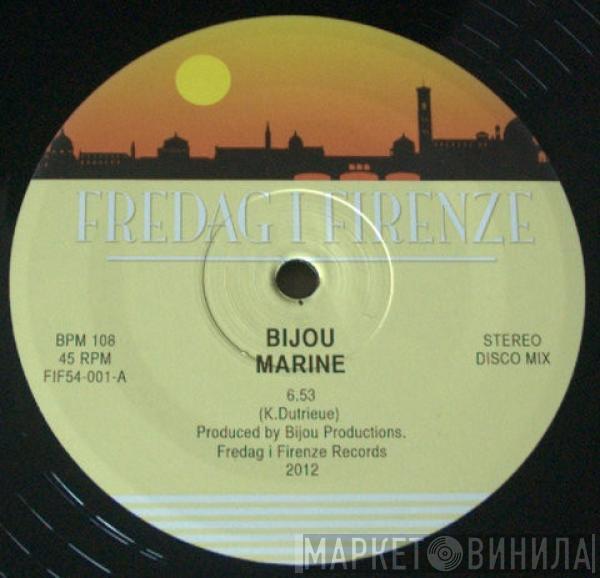 FREDAG I FIRENZE
BPM 108
45 RPM
FIF54-001-A
STEREO
DISCO MIX
BIJOU
MARINE
6.53
(K.Dutrieue)
Produced by Bijou Productions.
Fredag i Firenze Records
2012
МАРКЕТ ВИНИЛА